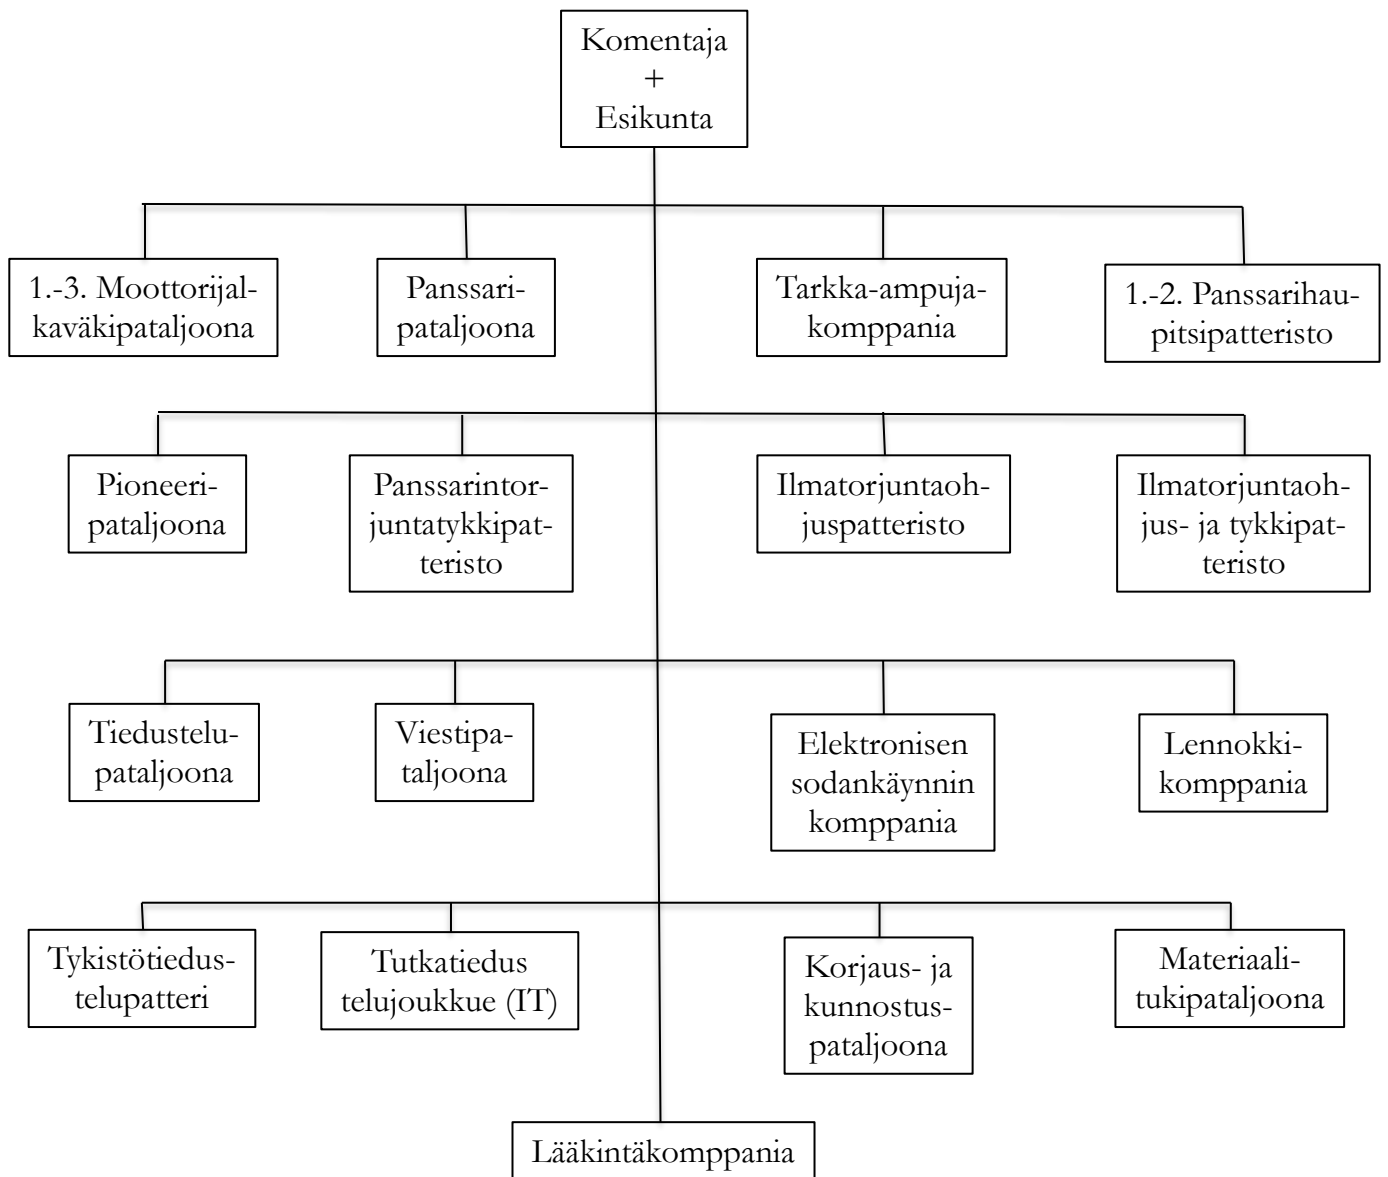 Komentaja
+
Esikunta
1.-3. Moottorijal-
kaväkipataljoona
Panssari-
pataljoona
Tarkka-ampuja-
komppania
1.-2. Panssarihau-
pitsipatteristo
Pioneeri-
pataljoona
Panssarintor-
juntatykkipat-
teristo
Ilmatorjuntaoh-
juspatteristo
Ilmatorjuntaoh-
jus- ja tykkipat-
teristo
Tiedustelu-
pataljoona
Viestipa-
taljoona
Elektronisen
sodankäynnin
komppania
Lennokki-
komppania
Tykistötiedus-
telupatteri
Tutkatiedus
telujoukkue (IT)
Korjaus- ja
kunnostus-
pataljoona
Materiaali-
tukipataljoona
Lääkintäkomppania